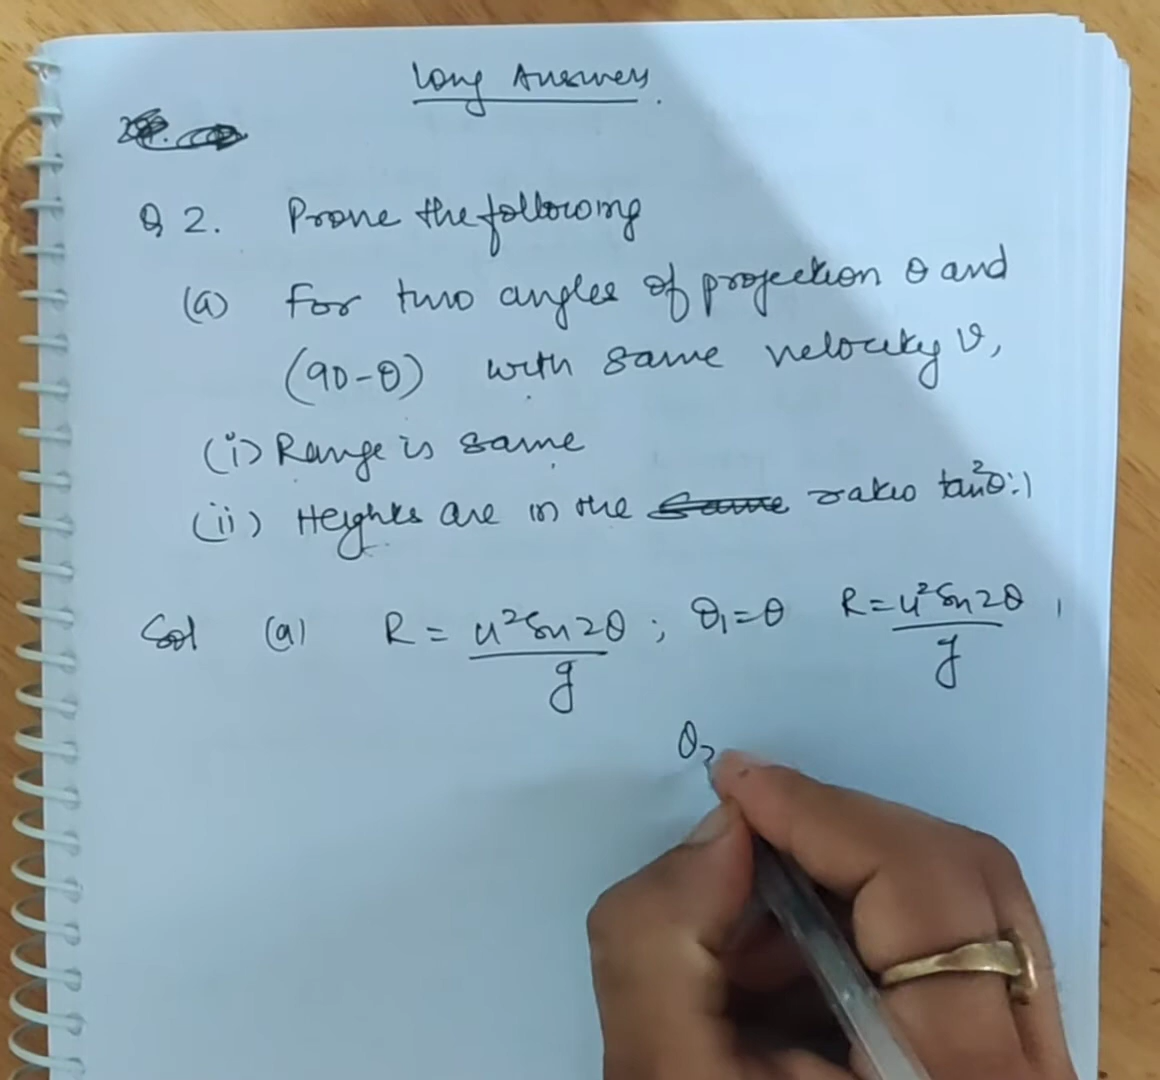 Long Answers.
Q 2. Prove the following
(a) For two angles of projection θ and
(90-θ) with same velocity v,
(i) Range is same
(ii) Heights are in the ratio tan²θ:1
Sol (a) R = u²Sin2θ/g ; θ₁=θ R=u²Sin2θ/g ,
θ₂